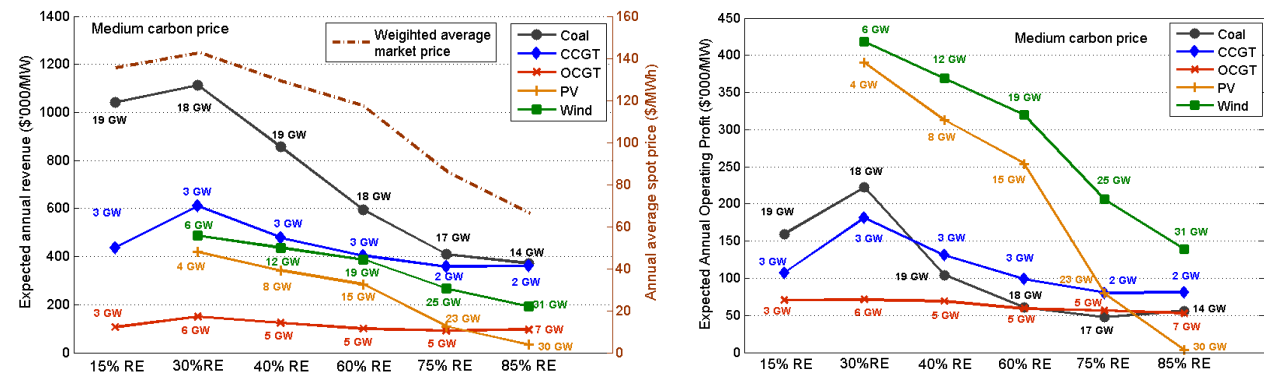 Medium carbon price
Weigihted average
market price
Coal
CCGT
OCGT
PV
Wind
Expected annual revenue ($'000/MW)
1400
1200
1000
800
600
400
200
0
160
140
120
100
80
60
40
20
0
Annual average spot price ($/MWh)
19 GW
18 GW
19 GW
18 GW
17 GW
14 GW
3 GW
3 GW
3 GW
3 GW
2 GW
2 GW
6 GW
12 GW
19 GW
25 GW
31 GW
4 GW
8 GW
15 GW
23 GW
30 GW
3 GW
6 GW
5 GW
5 GW
5 GW
7 GW
15% RE
30%RE
40% RE
60% RE
75% RE
85% RE
Medium carbon price
Coal
CCGT
OCGT
PV
Wind
Expected Annual Operating Profit ($'000/MW)
450
400
350
300
250
200
150
100
50
0
6 GW
12 GW
19 GW
25 GW
31 GW
4 GW
8 GW
15 GW
23 GW
30 GW
19 GW
18 GW
19 GW
18 GW
17 GW
14 GW
3 GW
3 GW
3 GW
3 GW
2 GW
2 GW
3 GW
6 GW
5 GW
5 GW
5 GW
7 GW
15% RE
30% RE
40% RE
60% RE
75% RE
85% RE